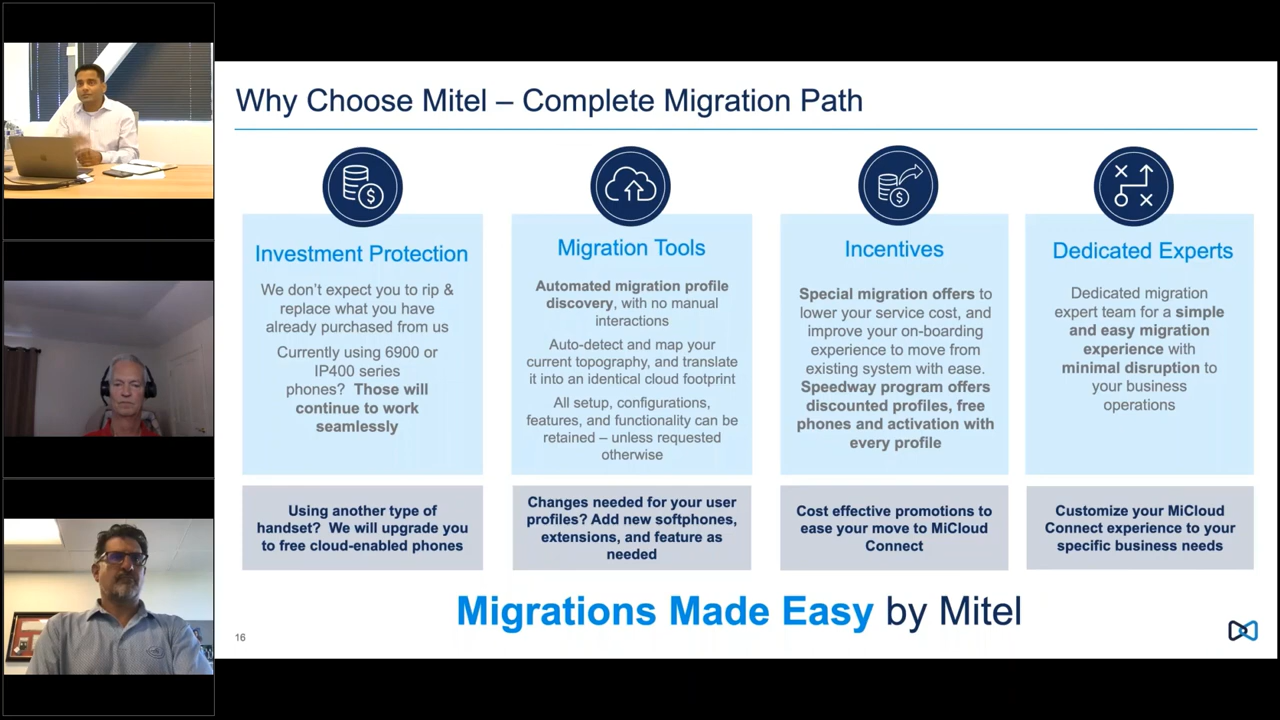 Why Choose Mitel – Complete Migration Path
Investment Protection
We don't expect you to rip &
replace what you have
already purchased from us
Currently using 6900 or
IP400 series
phones? Those will
continue to work
seamlessly
Using another type of
handset? We will upgrade you
to free cloud-enabled phones
Migration Tools
Automated migration profile
discovery, with no manual
interactions
Auto-detect and map your
current topography, and translate
it into an identical cloud footprint
All setup, configurations,
features, and functionality can be
retained – unless requested
otherwise
Changes needed for your user
profiles? Add new softphones,
extensions, and feature as
needed
Incentives
Special migration offers to
lower your service cost, and
improve your on-boarding
experience to move from
existing system with ease.
Speedway program offers
discounted profiles, free
phones and activation with
every profile
Cost effective promotions to
ease your move to MiCloud
Connect
Dedicated Experts
Dedicated migration
expert team for a simple
and easy migration
experience with
minimal disruption to
your business
operations
Customize your MiCloud
Connect experience to your
specific business needs
Migrations Made Easy by Mitel
16